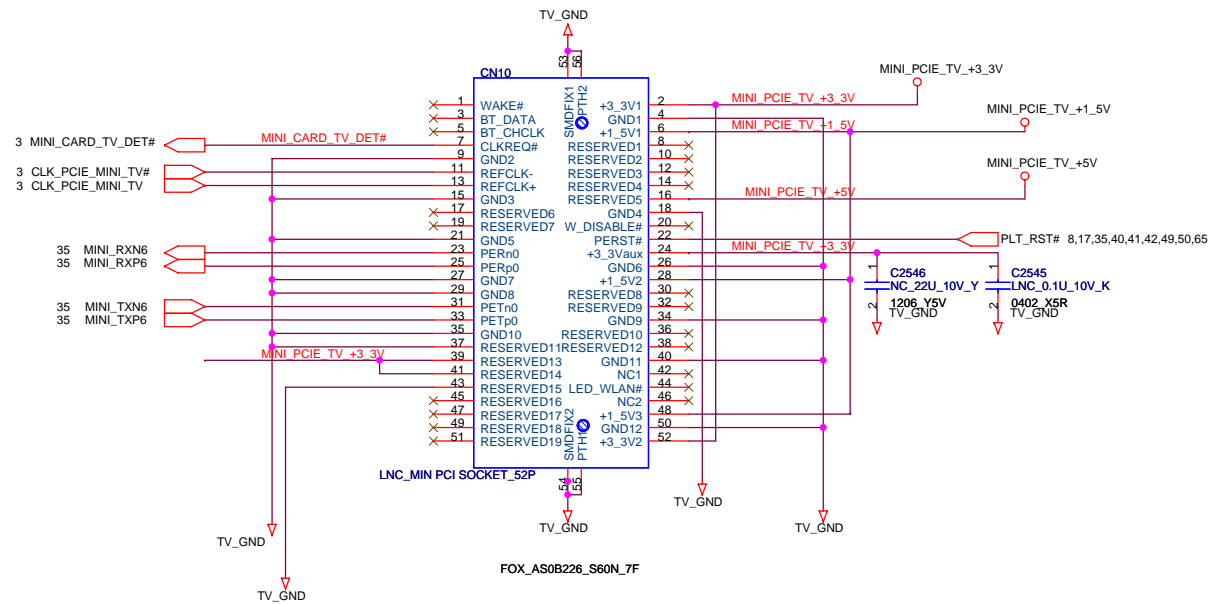 TV_GND
53 56
CN10
SMDFIX1
PTH2
MINI_PCIE_TV_+3_3V
MINI_PCIE_TV_+1_5V
MINI_PCIE_TV_+5V
1 WAKE# +3_3V1 2 MINI_PCIE_TV_+3_3V
3 BT_DATA GND1 4
5 BT_CHCLK +1_5V1 6 MINI_PCIE_TV_+1_5V
3 MINI_CARD_TV_DET# MINI_CARD_TV_DET# 7 CLKREQ# RESERVED1 8
9 GND2 RESERVED2 10
3 CLK_PCIE_MINI_TV# 11 REFCLK- RESERVED3 12
3 CLK_PCIE_MINI_TV 13 REFCLK+ RESERVED4 14
15 GND3 RESERVED5 16 MINI_PCIE_TV_+5V
17 RESERVED6 GND4 18
19 RESERVED7 W_DISABLE# 20
21 GND5 PERST# 22 PLT_RST# 8,17,35,40,41,42,49,50,65
35 MINI_RXN6 23 PERn0 +3_3Vaux 24 MINI_PCIE_TV_+3_3V
35 MINI_RXP6 25 PERp0 GND6 26
27 GND7 +1_5V2 28
29 GND8 RESERVED8 30
35 MINI_TXN6 31 PETn0 RESERVED9 32
35 MINI_TXP6 33 PETp0 GND9 34
35 GND10 RESERVED10 36
37 RESERVED11 RESERVED12 38
MINI_PCIE_TV_+3_3V 39 RESERVED13 GND11 40
41 RESERVED14 NC1 42
43 RESERVED15 LED_WLAN# 44
45 RESERVED16 NC2 46
47 RESERVED17 +1_5V3 48
49 RESERVED18 GND12 50
51 RESERVED19 +3_3V2 52
1 C2546
NC_22U_10V_Y
2 1206_Y5V
TV_GND
1 C2545
LNC_0.1U_10V_K
2 0402_X5R
TV_GND
SMDFIX2
PTH1
LNC_MIN PCI SOCKET_52P
54 55
TV_GND
TV_GND
TV_GND
TV_GND
TV_GND
FOX_AS0B226_S60N_7F